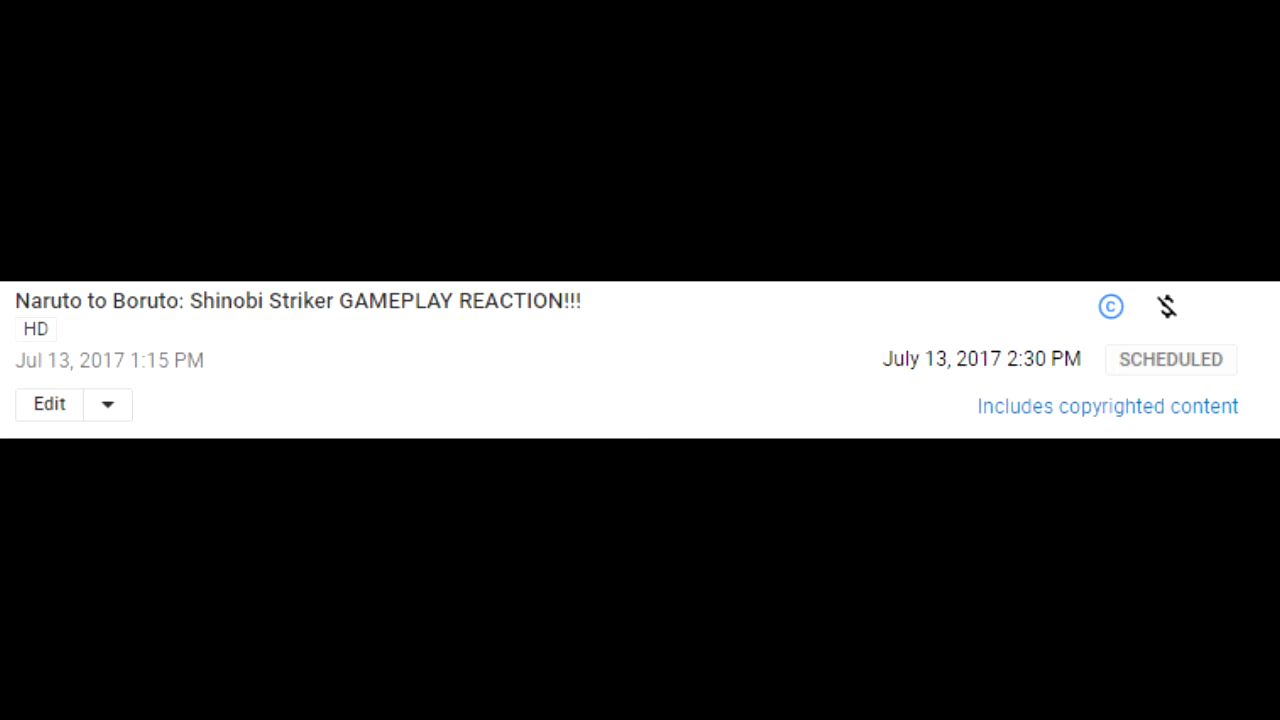 Naruto to Boruto: Shinobi Striker GAMEPLAY REACTION!!!
HD
Jul 13, 2017 1:15 PM
July 13, 2017 2:30 PM SCHEDULED
Edit
Includes copyrighted content